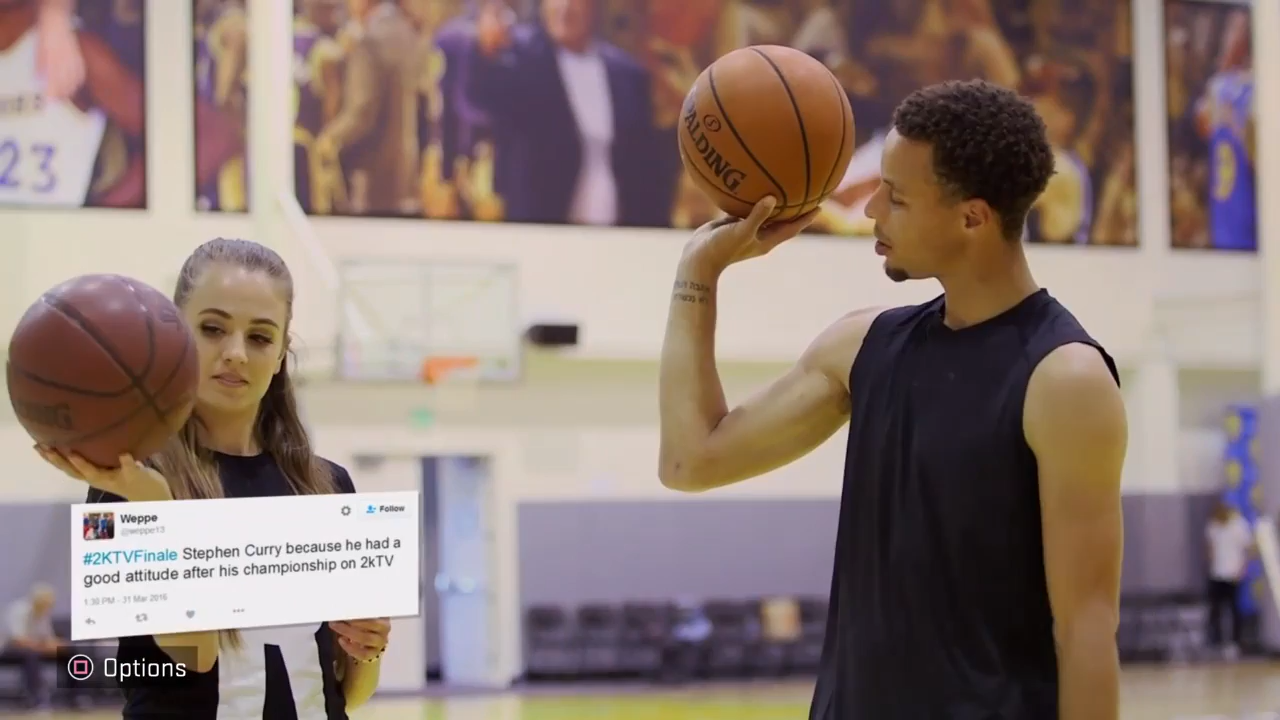 23
SPALDING
Weppe
@weppe13
Follow
#2KTVFinale Stephen Curry because he had a
good attitude after his championship on 2kTV
1:30 PM - 31 Mar 2016
Options